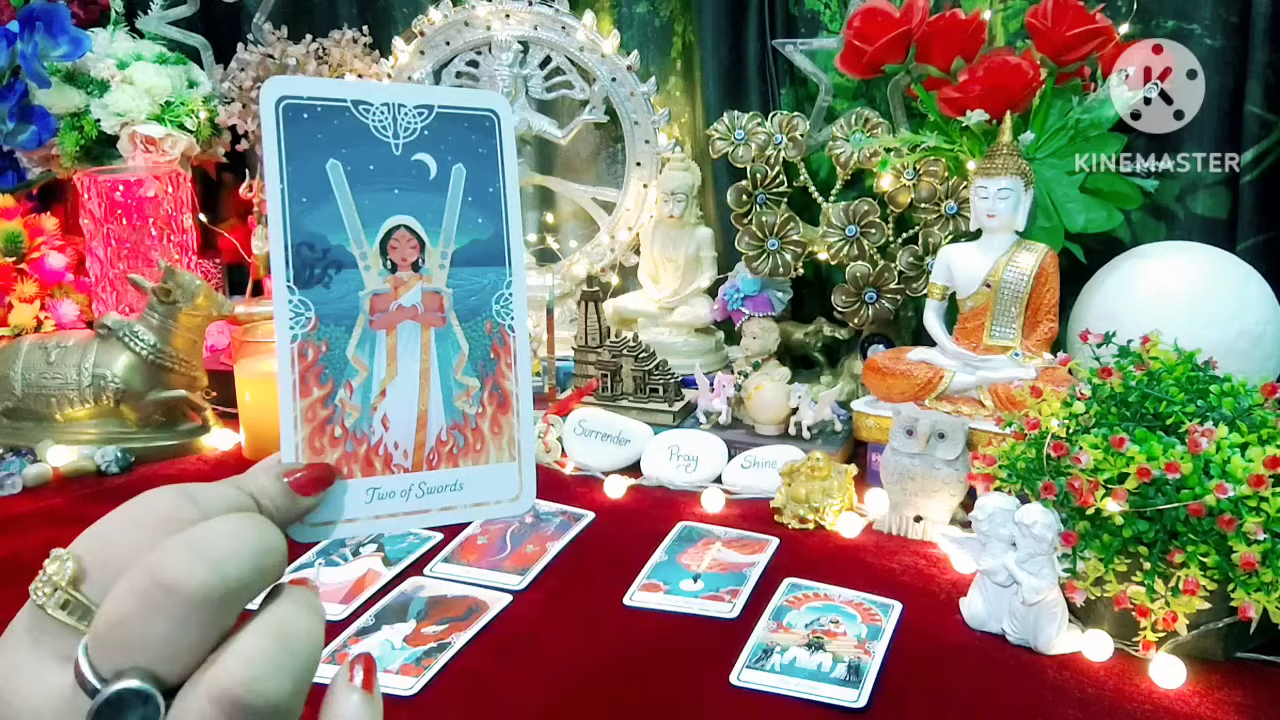 KINEMASTER
Two of Swords
Surrender
Pray
Shine